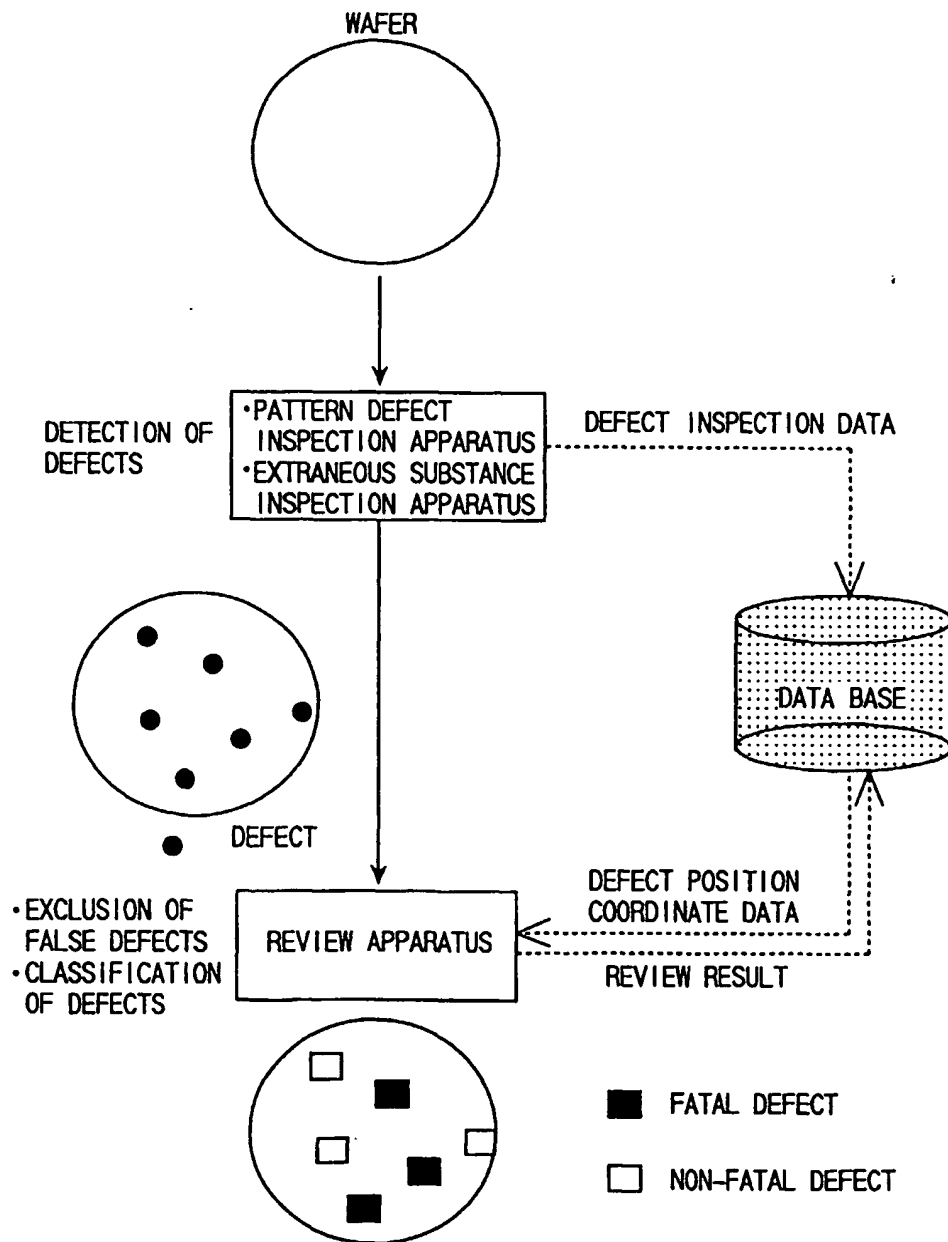 WAFER
DETECTION OF
DEFECTS
·PATTERN DEFECT
INSPECTION APPARATUS
·EXTRANEOUS SUBSTANCE
INSPECTION APPARATUS
DEFECT INSPECTION DATA
DATA BASE
DEFECT
·EXCLUSION OF
FALSE DEFECTS
·CLASSIFICATION
OF DEFECTS
REVIEW APPARATUS
DEFECT POSITION
COORDINATE DATA
REVIEW RESULT
FATAL DEFECT
NON-FATAL DEFECT